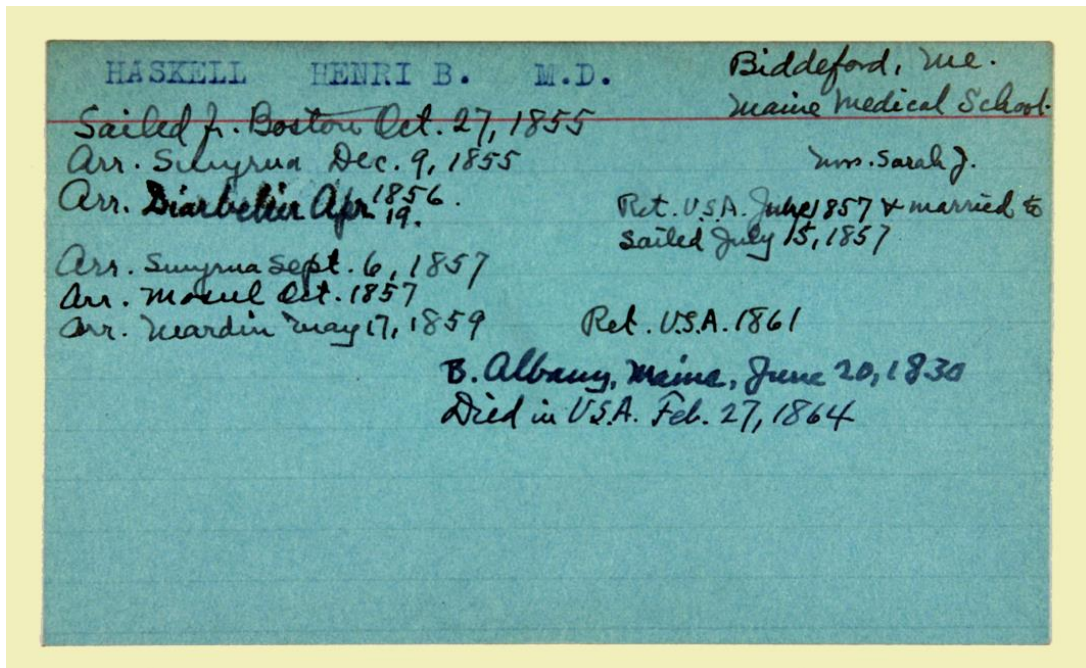 HASKELL HENRI B. M.D.
Biddeford, Me.
Maine Medical School.
Sailed fr. Boston Oct. 27, 1855
Arr. Smyrna Dec. 9, 1855
Mrs. Sarah J.
Arr. Diarbekir Apr. 19. 1856.
Ret. U.S.A. June 1857 & married to
sailed July 15, 1857
Arr. Smyrna Sept. 6, 1857
Arr. Mosul Oct. 1857
Arr. Mardin May 17, 1859
Ret. U.S.A. 1861
B. Albany, Maine, June 20, 1830
Died in U.S.A. Feb. 27, 1864